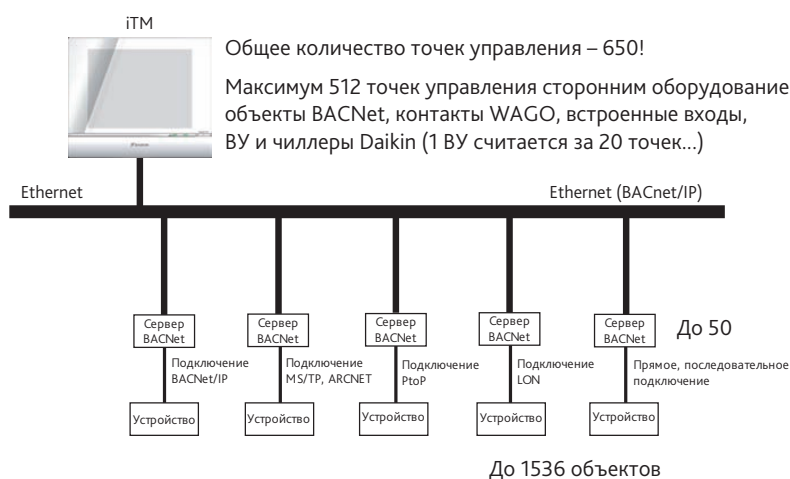 iTM
Общее количество точек управления – 650!
Максимум 512 точек управления сторонним оборудование
объекты BACNet, контакты WAGO, встроенные входы,
ВУ и чиллеры Daikin (1 ВУ считается за 20 точек...)
Ethernet
Ethernet (BACnet/IP)
Сервер
BACNet
Сервер
BACNet
Сервер
BACNet
Сервер
BACNet
Сервер
BACNet
До 50
Подключение
BACNet/IP
Подключение
MS/TP, ARCNET
Подключение
PtoP
Подключение
LON
Прямое, последовательное
подключение
Устройство
Устройство
Устройство
Устройство
Устройство
До 1536 объектов